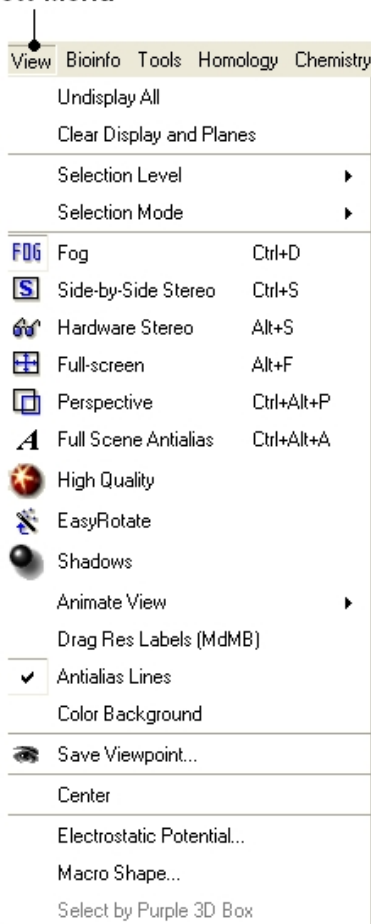 View Bioinfo Tools Homology Chemistry
Undisplay All
Clear Display and Planes
Selection Level
Selection Mode
FOG Fog Ctrl+D
S Side-by-Side Stereo Ctrl+S
Hardware Stereo Alt+S
Full-screen Alt+F
Perspective Ctrl+Alt+P
A Full Scene Antialias Ctrl+Alt+A
High Quality
EasyRotate
Shadows
Animate View
Drag Res Labels (MdMB)
Antialias Lines
Color Background
Save Viewpoint...
Center
Electrostatic Potential...
Macro Shape...
Select by Purple 3D Box